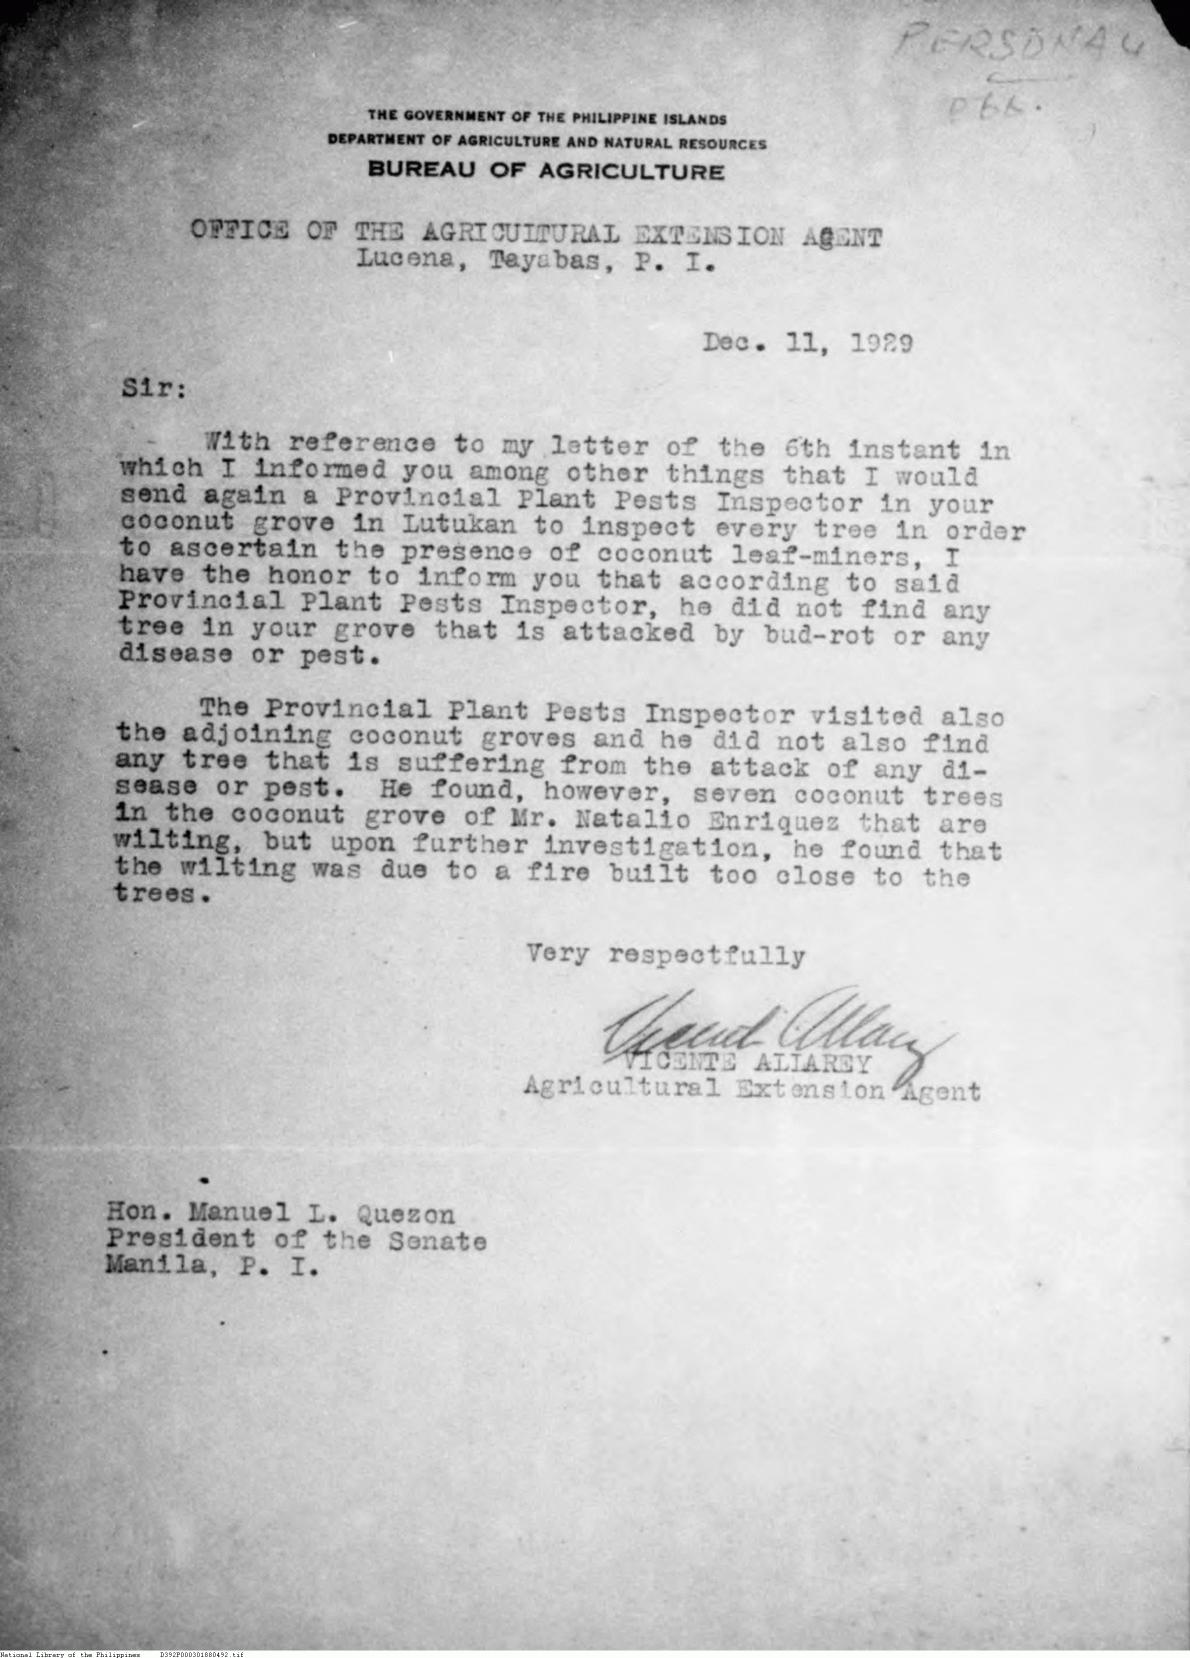 PERSONAL
THE GOVERNMENT OF THE PHILIPPINE ISLANDS
DEPARTMENT OF AGRICULTURE AND NATURAL RESOURCES
BUREAU OF AGRICULTURE
OFFICE OF THE AGRICULTURAL EXTENSION AGENT
Lucena, Tayabas, P. I.
Dec. 11, 1929
Sir:
With reference to my letter of the 6th instant in
which I informed you among other things that I would
send again a Provincial Plant Pests Inspector in your
coconut grove in Lutukan to inspect every tree in order
to ascertain the presence of coconut leaf-miners, I
have the honor to inform you that according to said
Provincial Plant Pests Inspector, he did not find any
tree in your grove that is attacked by bud-rot or any
disease or pest.
The Provincial Plant Pests Inspector visited also
the adjoining coconut groves and he did not also find
any tree that is suffering from the attack of any di-
sease or pest. He found, however, seven coconut trees
in the coconut grove of Mr. Natalio Enriquez that are
wilting, but upon further investigation, he found that
the wilting was due to a fire built too close to the
trees.
Very respectfully
VICENTE ALIAREY
Agricultural Extension Agent
Hon. Manuel L. Quezon
President of the Senate
Manila, P. I.
National Library of the Philippines D392P000301880492.tif